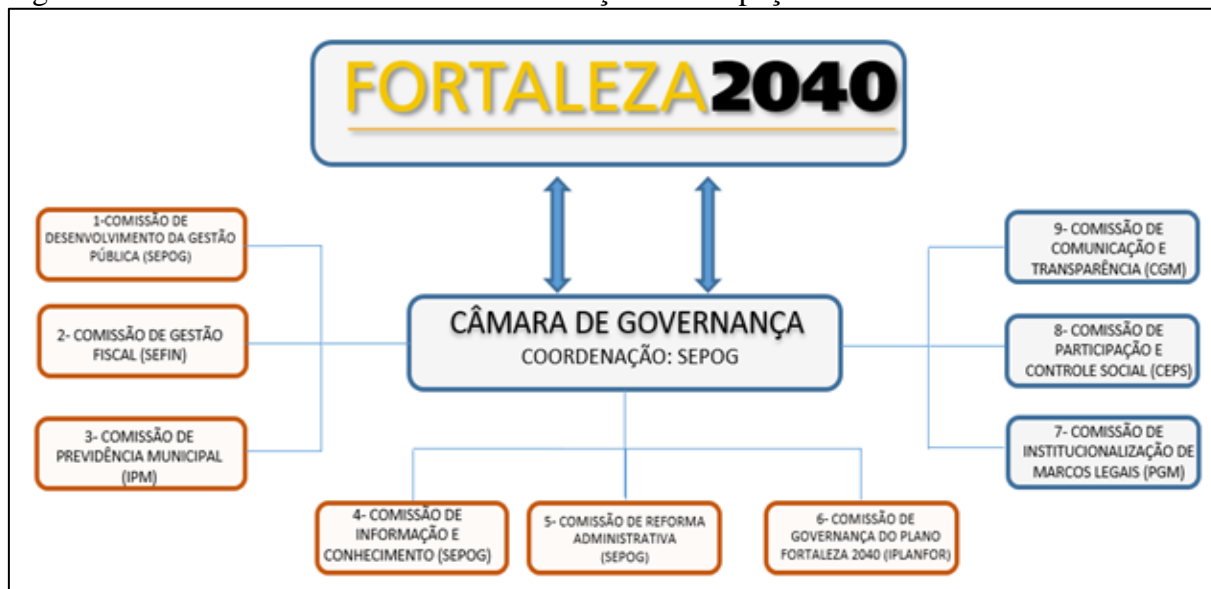 FORTALEZA2040
1-COMISSÃO DE
DESENVOLVIMENTO DA GESTÃO
PÚBLICA (SEPOG)
2- COMISSÃO DE GESTÃO
FISCAL (SEFIN)
3- COMISSÃO DE
PREVIDÊNCIA MUNICIPAL
(IPM)
CÂMARA DE GOVERNANÇA
COORDENAÇÃO: SEPOG
4- COMISSÃO DE
INFORMAÇÃO E
CONHECIMENTO (SEPOG)
5- COMISSÃO DE REFORMA
ADMINISTRATIVA
(SEPOG)
6- COMISSÃO DE
GOVERNANÇA DO PLANO
FORTALEZA 2040 (IPLANFOR)
9- COMISSÃO DE
COMUNICAÇÃO E
TRANSPARÊNCIA (CGM)
8- COMISSÃO DE
PARTICIPAÇÃO E
CONTROLE SOCIAL (CEPS)
7- COMISSÃO DE
INSTITUCIONALIZAÇÃO DE
MARCOS LEGAIS (PGM)